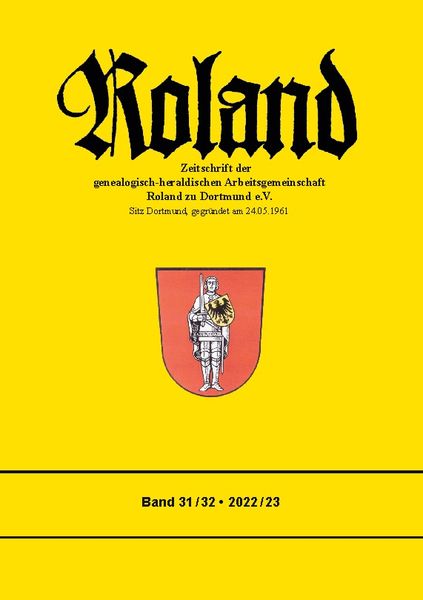 Roland
Zeitschrift der
genealogisch-heraldischen Arbeitsgemeinschaft
Roland zu Dortmund e.V.
Sitz Dortmund, gegründet am 24.05.1961
Band 31/32 • 2022/23